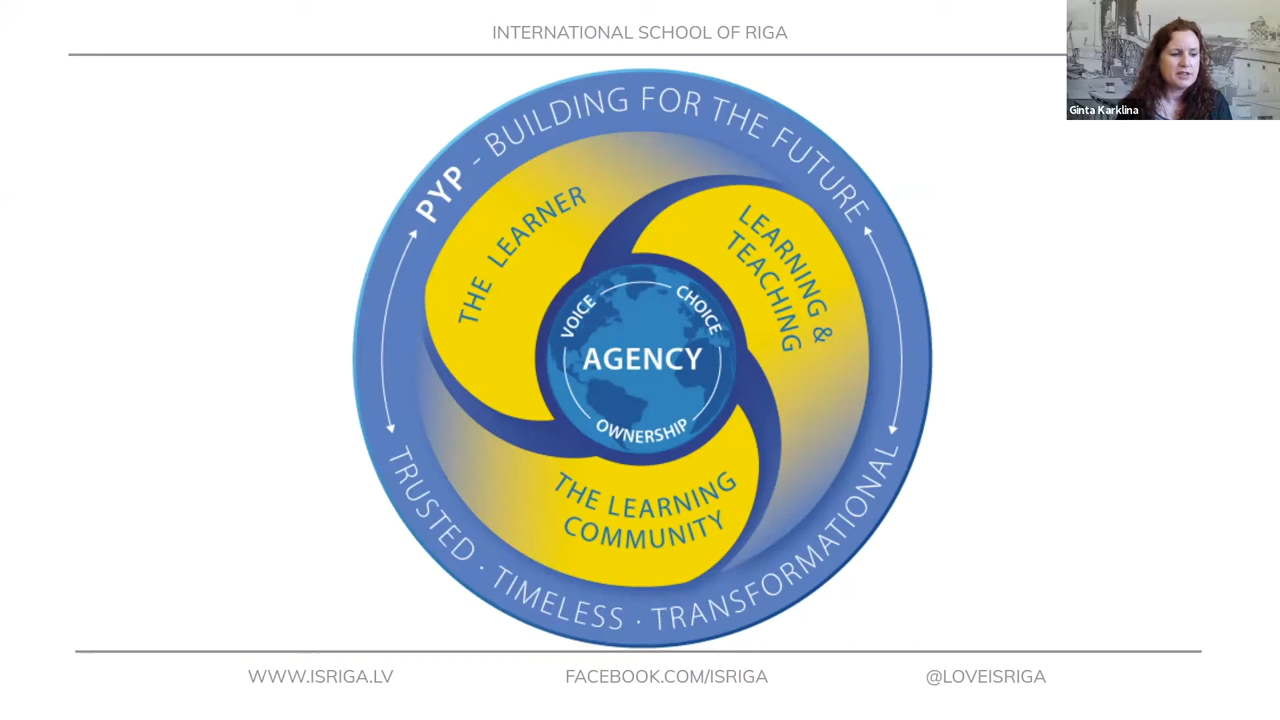 INTERNATIONAL SCHOOL OF RIGA
Ginta Karklina
PYP - BUILDING FOR THE FUTURE
THE LEARNER
LEARNING &
TEACHING
VOICE
CHOICE
AGENCY
OWNERSHIP
THE LEARNING
COMMUNITY
TRUSTED · TIMELESS · TRANSFORMATIONAL
WWW.ISRIGA.LV
FACEBOOK.COM/ISRIGA
@LOVEISRIGA